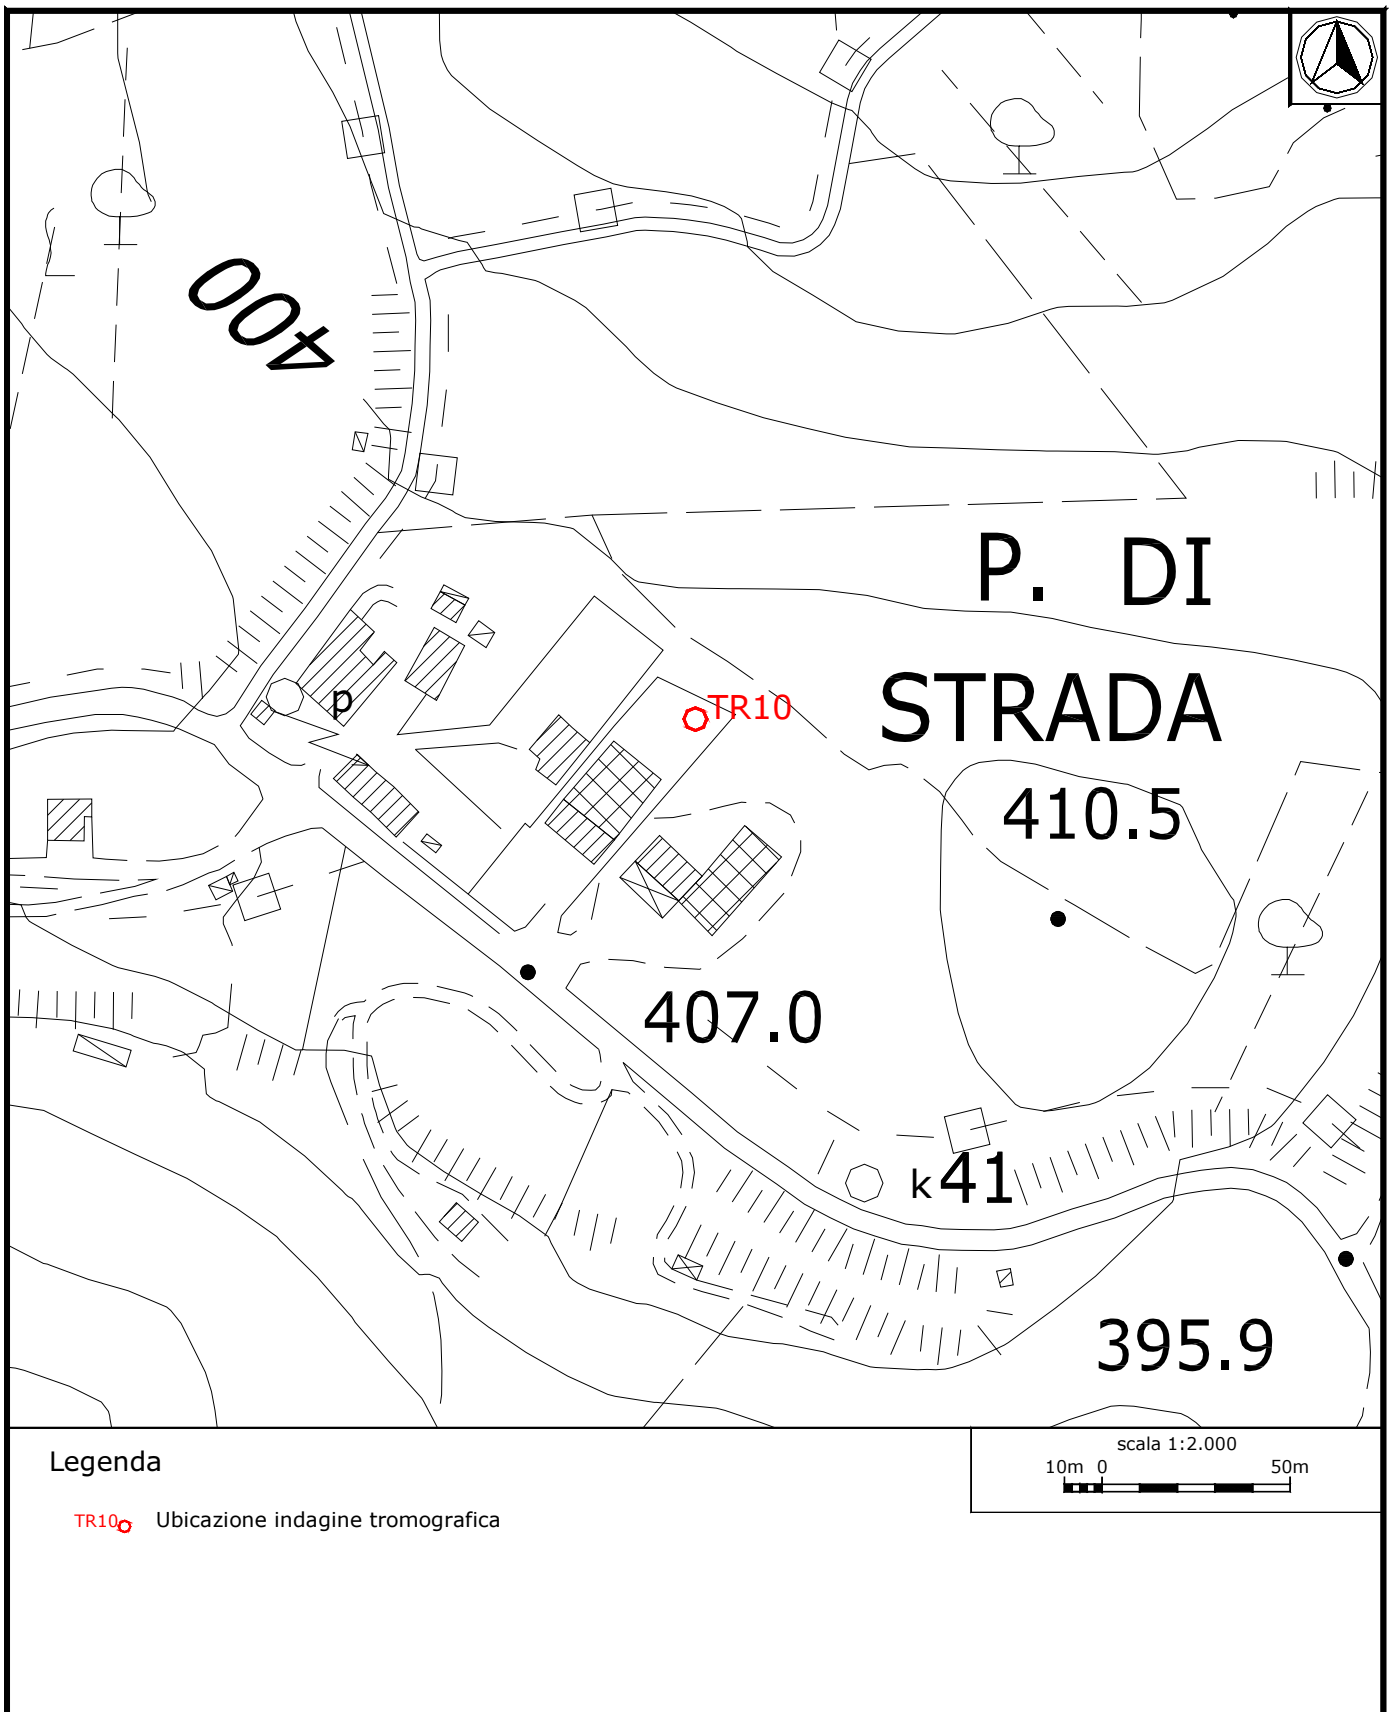 400
P. DI
STRADA
p
TR10
410.5
407.0
k 41
395.9
Legenda
TR10 Ubicazione indagine tromografica
scala 1:2.000
10m 0 50m